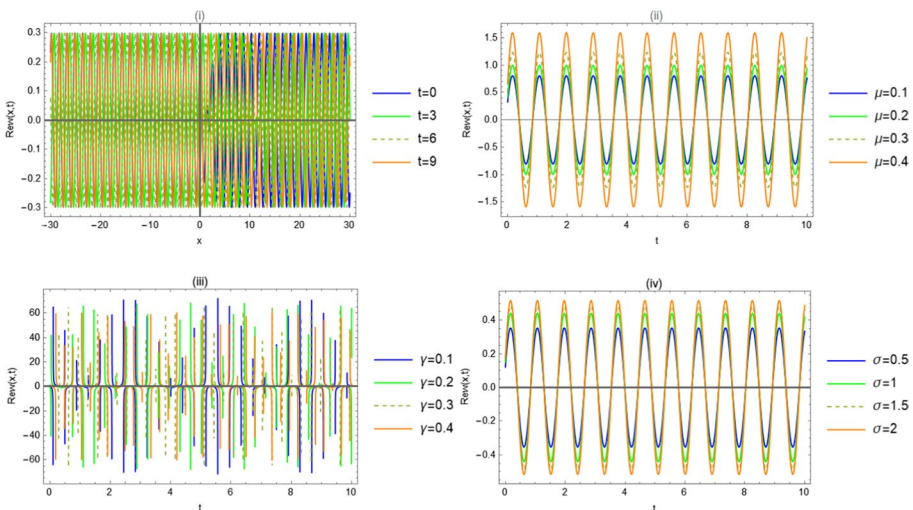 (i)
0.3
0.2
0.1
0.0
−0.1
−0.2
−0.3
Rew(x,t)
−30 −20 −10 0 10 20 30
x
t=0
t=3
t=6
t=9
(ii)
1.5
1.0
0.5
0.0
−0.5
−1.0
−1.5
Rew(x,t)
0 2 4 6 8 10
t
μ=0.1
μ=0.2
μ=0.3
μ=0.4
(iii)
60
40
20
0
−20
−40
−60
Rew(x,t)
0 2 4 6 8 10
t
γ=0.1
γ=0.2
γ=0.3
γ=0.4
(iv)
0.4
0.2
0.0
−0.2
−0.4
Rew(x,t)
0 2 4 6 8 10
t
σ=0.5
σ=1
σ=1.5
σ=2